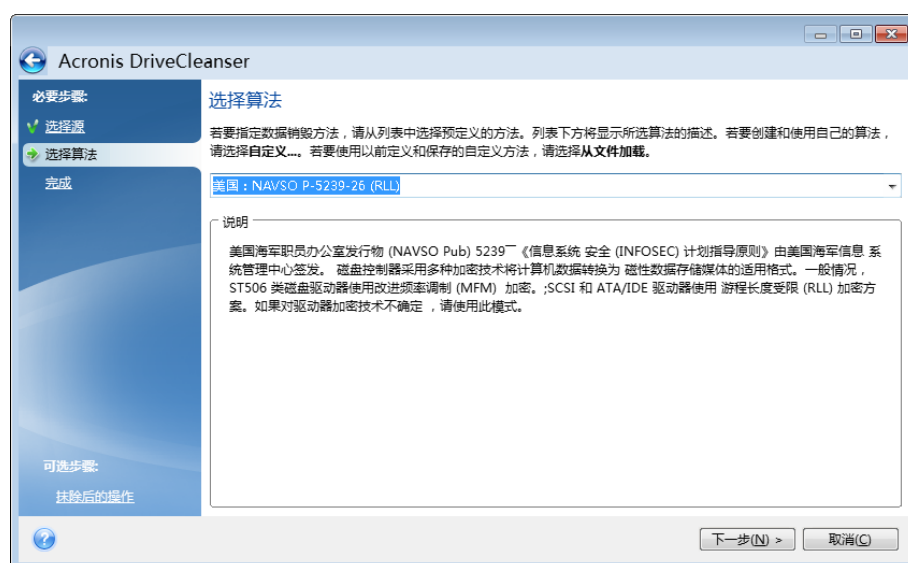 Acronis DriveCleanser
必要步骤:
选择源
选择算法
完成
可选步骤:
抹除后的操作
选择算法
若要指定数据销毁方法，请从列表中选择预定义的方法。列表下方将显示所选算法的描述。若要创建和使用自己的算法，
请选择自定义...。若要使用以前定义和保存的自定义方法，请选择从文件加载。
美国：NAVSO P-5239-26 (RLL)
说明
美国海军职员办公室发行物 (NAVSO Pub) 5239¯《信息系统 安全 (INFOSEC) 计划指导原则》由美国海军信息 系
统管理中心签发。 磁盘控制器采用多种加密技术将计算机数据转换为 磁性数据存储媒体的适用格式。一般情况，
ST506 类磁盘驱动器使用改进频率调制 (MFM) 加密。;SCSI 和 ATA/IDE 驱动器使用 游程长度受限 (RLL) 加密方
案。如果对驱动器加密技术不确定 ，请使用此模式。
下一步(N) >
取消(C)